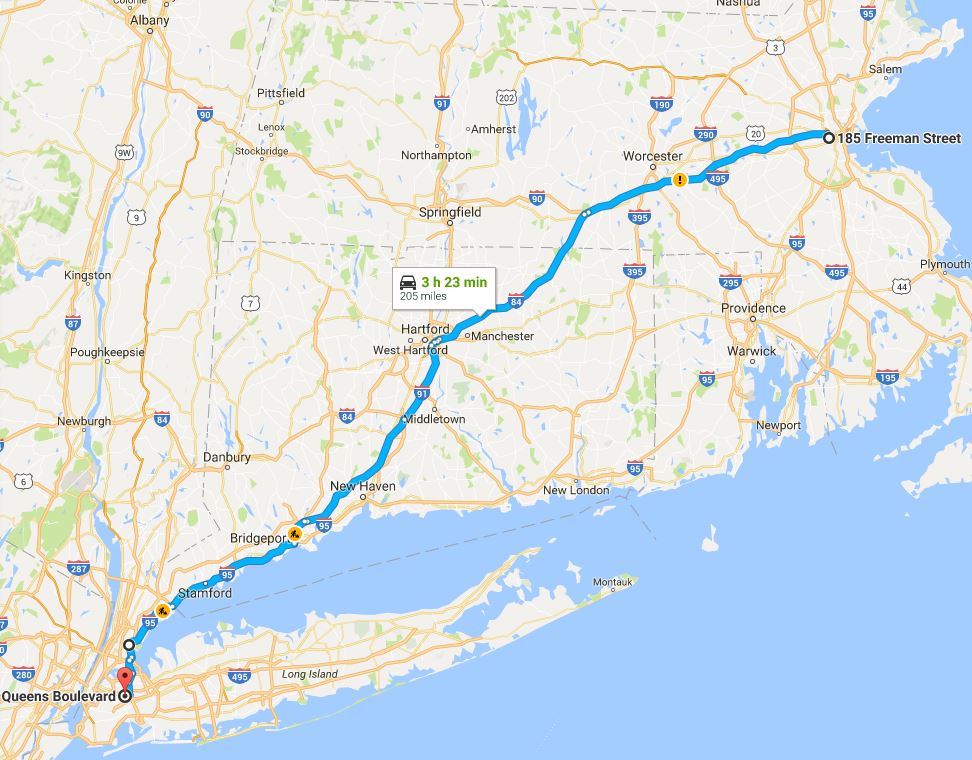 Nashua
Colonie
Albany
95
3
Salem
Pittsfield
91
202
190
90
Amherst
290
20
185 Freeman Street
Lenox
9W
Stockbridge
Northampton
Worcester
495
90
Springfield
395
9
95
Kingston
395
495
Plymouth
3 h 23 min
205 miles
295
44
7
84
Providence
87
Hartford
Manchester
Poughkeepsie
West Hartford
Warwick
195
95
91
84
84
Middletown
Newburgh
Newport
Danbury
95
6
New Haven
New London
95
Bridgepor
287
95
Montauk
Stamford
95
280
Long Island
495
Queens Boulevard